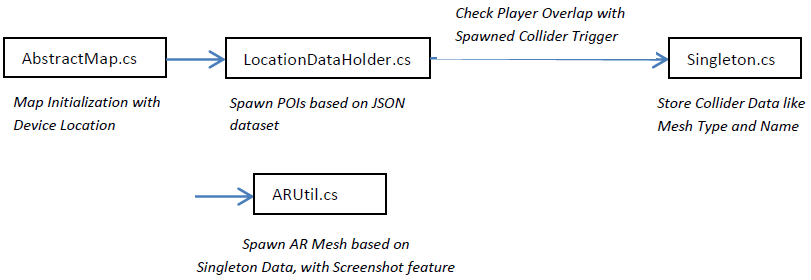 Check Player Overlap with
Spawned Collider Trigger
AbstractMap.cs
LocationDataHolder.cs
Singleton.cs
Map Initialization with
Device Location
Spawn POIs based on JSON
dataset
Store Collider Data like
Mesh Type and Name
ARUtil.cs
Spawn AR Mesh based on
Singleton Data, with Screenshot feature